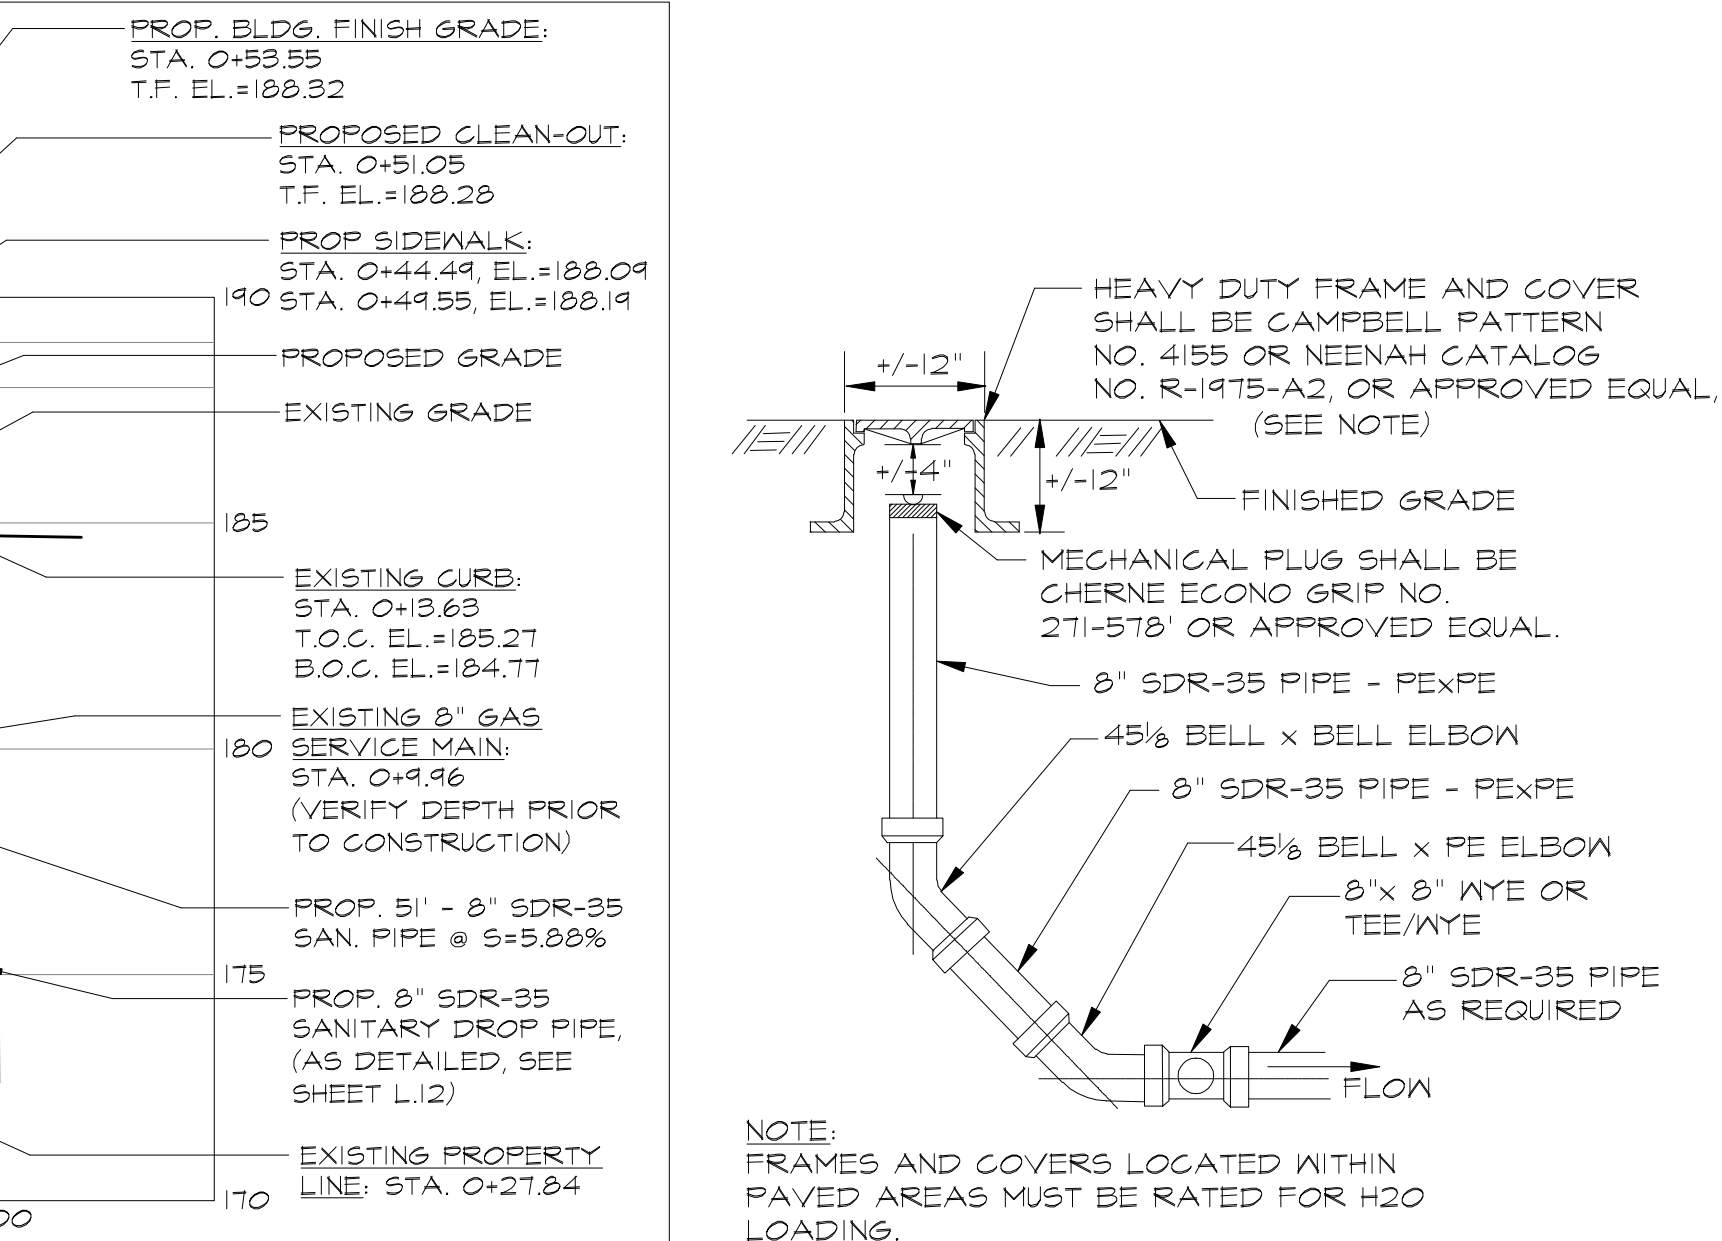 PROP. BLDG. FINISH GRADE:
STA. 0+53.55
T.F. EL.=188.32
PROPOSED CLEAN-OUT:
STA. 0+51.05
T.F. EL.=188.28
PROP SIDEWALK:
STA. 0+44.49, EL.=188.09
190 STA. 0+49.55, EL.=188.19
PROPOSED GRADE
EXISTING GRADE
185
EXISTING CURB:
STA. 0+13.63
T.O.C. EL.=185.27
B.O.C. EL.=184.77
EXISTING 8" GAS
180 SERVICE MAIN:
STA. 0+9.96
(VERIFY DEPTH PRIOR
TO CONSTRUCTION)
PROP. 51' - 8" SDR-35
SAN. PIPE @ S=5.88%
175
PROP. 8" SDR-35
SANITARY DROP PIPE,
(AS DETAILED, SEE
SHEET L.12)
EXISTING PROPERTY
170 LINE: STA. 0+27.84
00
HEAVY DUTY FRAME AND COVER
SHALL BE CAMPBELL PATTERN
NO. 4155 OR NEENAH CATALOG
NO. R-1975-A2, OR APPROVED EQUAL,
(SEE NOTE)
+/-12"
+/-4"
+/-12"
FINISHED GRADE
MECHANICAL PLUG SHALL BE
CHERNE ECONO GRIP NO.
271-578' OR APPROVED EQUAL.
8" SDR-35 PIPE - PExPE
45⅛ BELL x BELL ELBOW
8" SDR-35 PIPE - PExPE
45⅛ BELL x PE ELBOW
8"x 8" WYE OR
TEE/WYE
8" SDR-35 PIPE
AS REQUIRED
FLOW
NOTE:
FRAMES AND COVERS LOCATED WITHIN
PAVED AREAS MUST BE RATED FOR H20
LOADING.